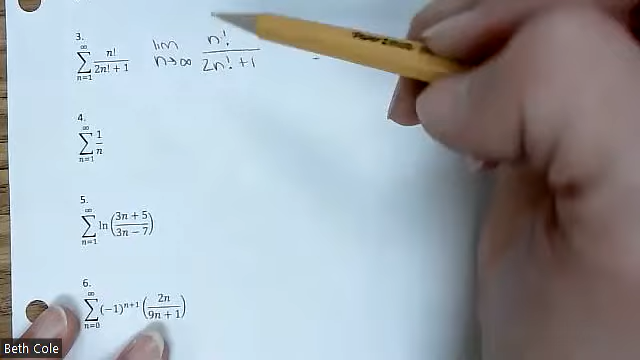 3.
∑_{n=1}^{∞} n!/(2n! + 1) lim_{n→∞} n!/(2n! + 1)
4.
∑_{n=1}^{∞} 1/n
5.
∑_{n=1}^{∞} ln((3n + 5)/(3n − 7))
6.
∑_{n=0}^{∞} (−1)^{n+1} (2n/(9n + 1))
Beth Cole